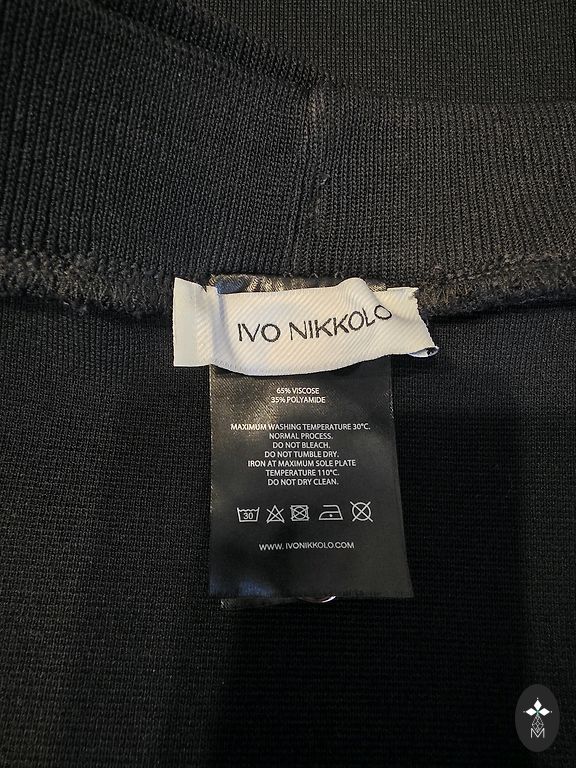 IVO NIKKOLO
65% VISCOSE
35% POLYAMIDE
MAXIMUM WASHING TEMPERATURE 30°C.
NORMAL PROCESS.
DO NOT BLEACH.
DO NOT TUMBLE DRY.
IRON AT MAXIMUM SOLE PLATE
TEMPERATURE 110°C.
DO NOT DRY CLEAN.
30
WWW. IVONIKKOLO.COM
M